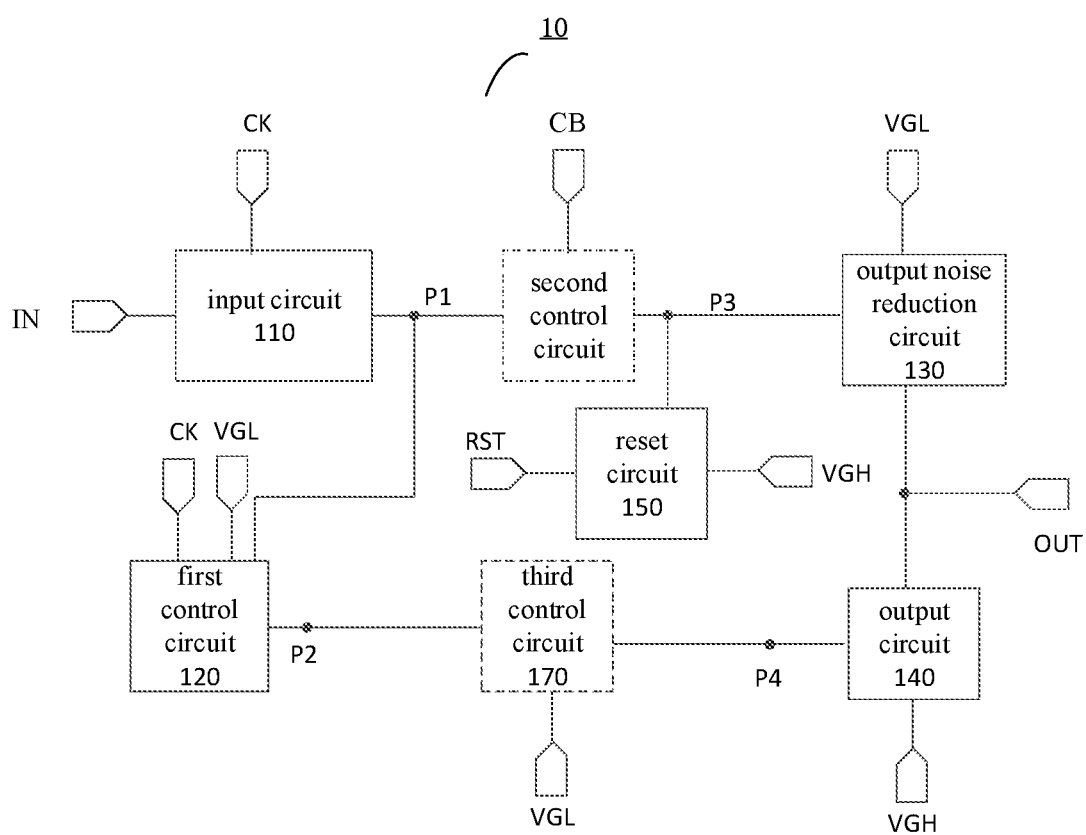 10
CK
CB
VGL
IN
input circuit
110
P1
second
control
circuit
P3
output noise
reduction
circuit
130
CK
VGL
RST
reset
circuit
150
VGH
OUT
first
control
circuit
120
P2
third
control
circuit
170
P4
output
circuit
140
VGL
VGH